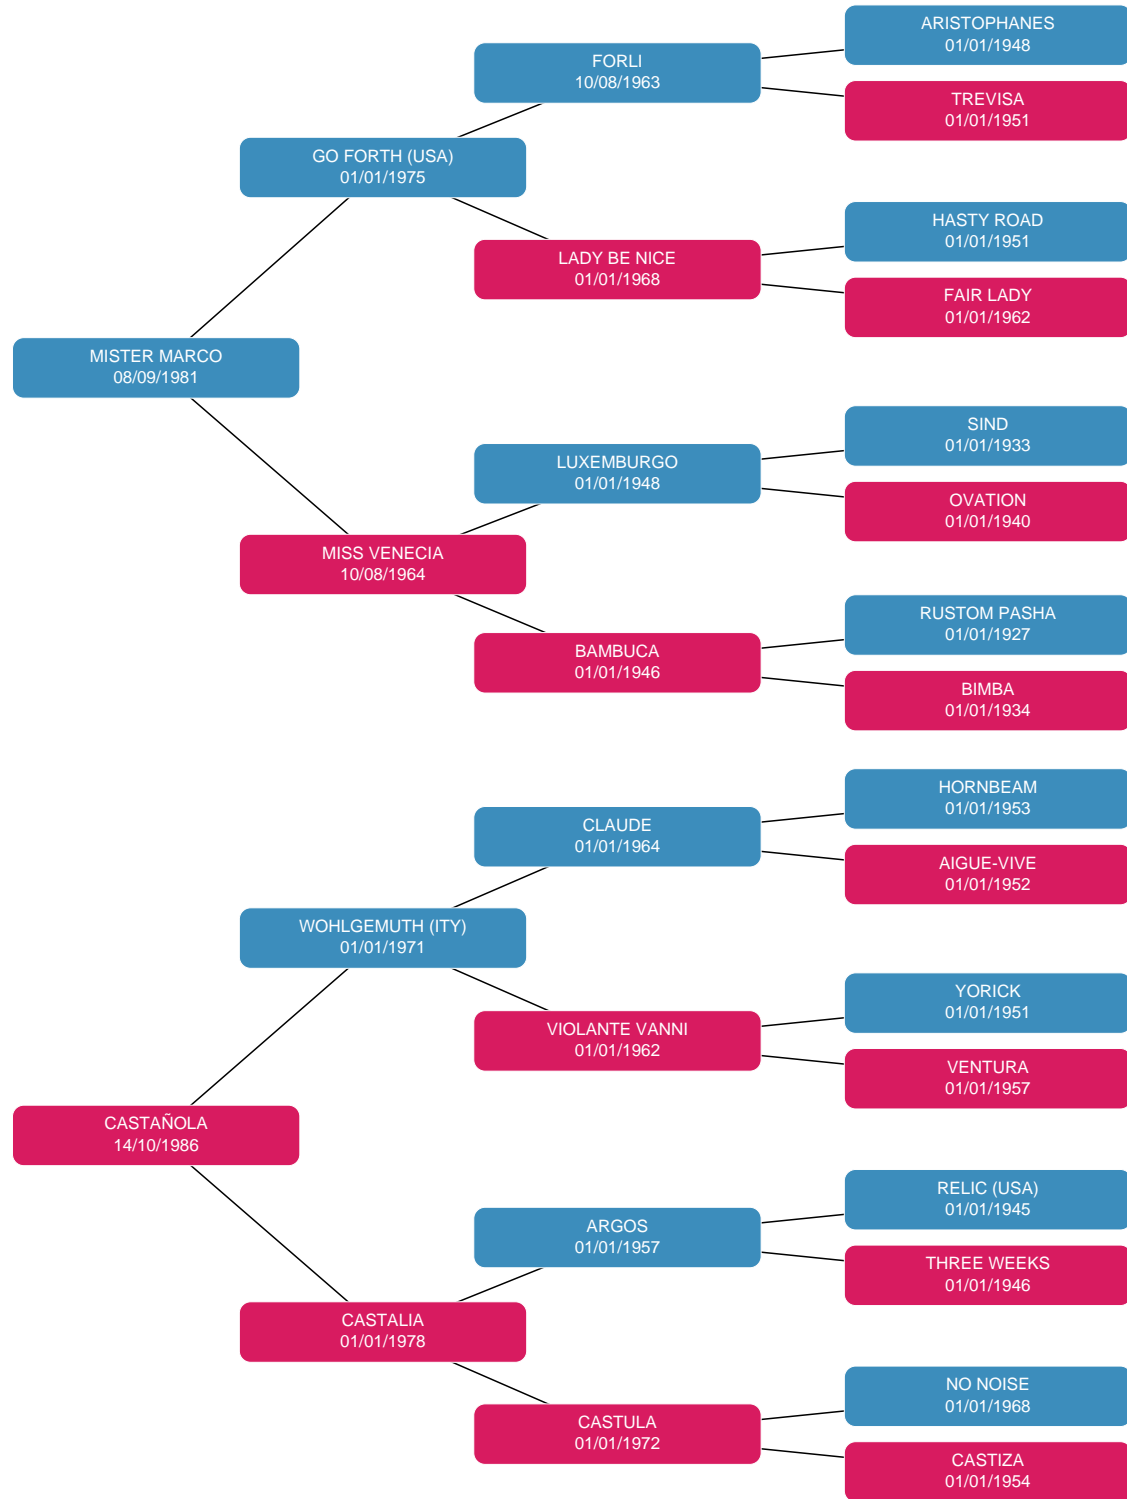 ARISTOPHANES
01/01/1948
FORLI
10/08/1963
TREVISA
01/01/1951
GO FORTH (USA)
01/01/1975
HASTY ROAD
01/01/1951
LADY BE NICE
01/01/1968
FAIR LADY
01/01/1962
MISTER MARCO
08/09/1981
SIND
01/01/1933
LUXEMBURGO
01/01/1948
OVATION
01/01/1940
MISS VENECIA
10/08/1964
RUSTOM PASHA
01/01/1927
BAMBUCA
01/01/1946
BIMBA
01/01/1934
HORNBEAM
01/01/1953
CLAUDE
01/01/1964
AIGUE-VIVE
01/01/1952
WOHLGEMUTH (ITY)
01/01/1971
YORICK
01/01/1951
VIOLANTE VANNI
01/01/1962
VENTURA
01/01/1957
CASTAÑOLA
14/10/1986
RELIC (USA)
01/01/1945
ARGOS
01/01/1957
THREE WEEKS
01/01/1946
CASTALIA
01/01/1978
NO NOISE
01/01/1968
CASTULA
01/01/1972
CASTIZA
01/01/1954